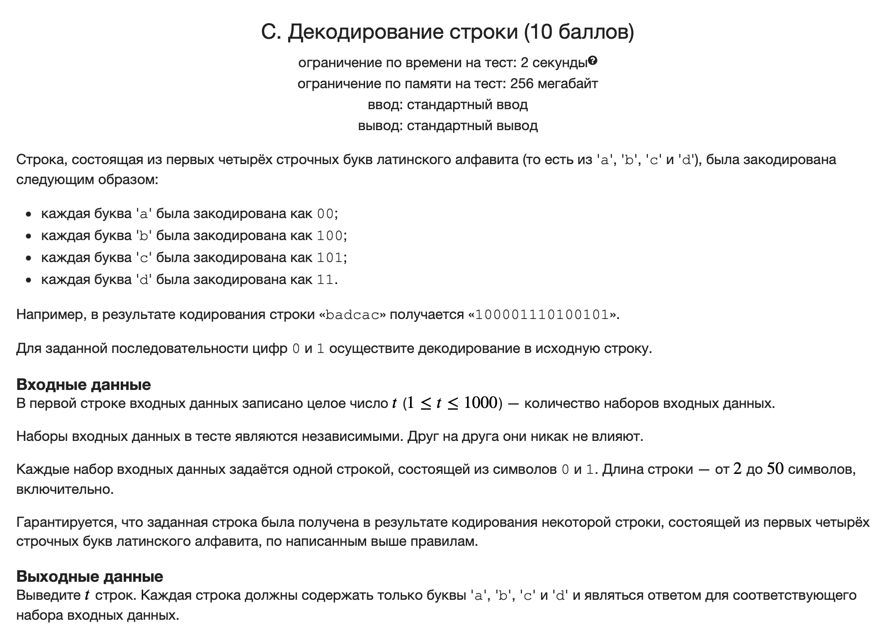 С. Декодирование строки (10 баллов)
ограничение по времени на тест: 2 секунды?
ограничение по памяти на тест: 256 мегабайт
ввод: стандартный ввод
вывод: стандартный вывод
Строка, состоящая из первых четырёх строчных букв латинского алфавита (то есть из 'a', 'b', 'c' и 'd'), была закодирована
следующим образом:
• каждая буква 'a' была закодирована как 00;
• каждая буква 'b' была закодирована как 100;
• каждая буква 'c' была закодирована как 101;
• каждая буква 'd' была закодирована как 11.
Например, в результате кодирования строки «badcac» получается «100001110100101».
Для заданной последовательности цифр 0 и 1 осуществите декодирование в исходную строку.
Входные данные
В первой строке входных данных записано целое число t (1 ≤ t ≤ 1000) — количество наборов входных данных.
Наборы входных данных в тесте являются независимыми. Друг на друга они никак не влияют.
Каждые набор входных данных задаётся одной строкой, состоящей из символов 0 и 1. Длина строки — от 2 до 50 символов,
включительно.
Гарантируется, что заданная строка была получена в результате кодирования некоторой строки, состоящей из первых четырёх
строчных букв латинского алфавита, по написанным выше правилам.
Выходные данные
Выведите t строк. Каждая строка должны содержать только буквы 'a', 'b', 'c' и 'd' и являться ответом для соответствующего
набора входных данных.